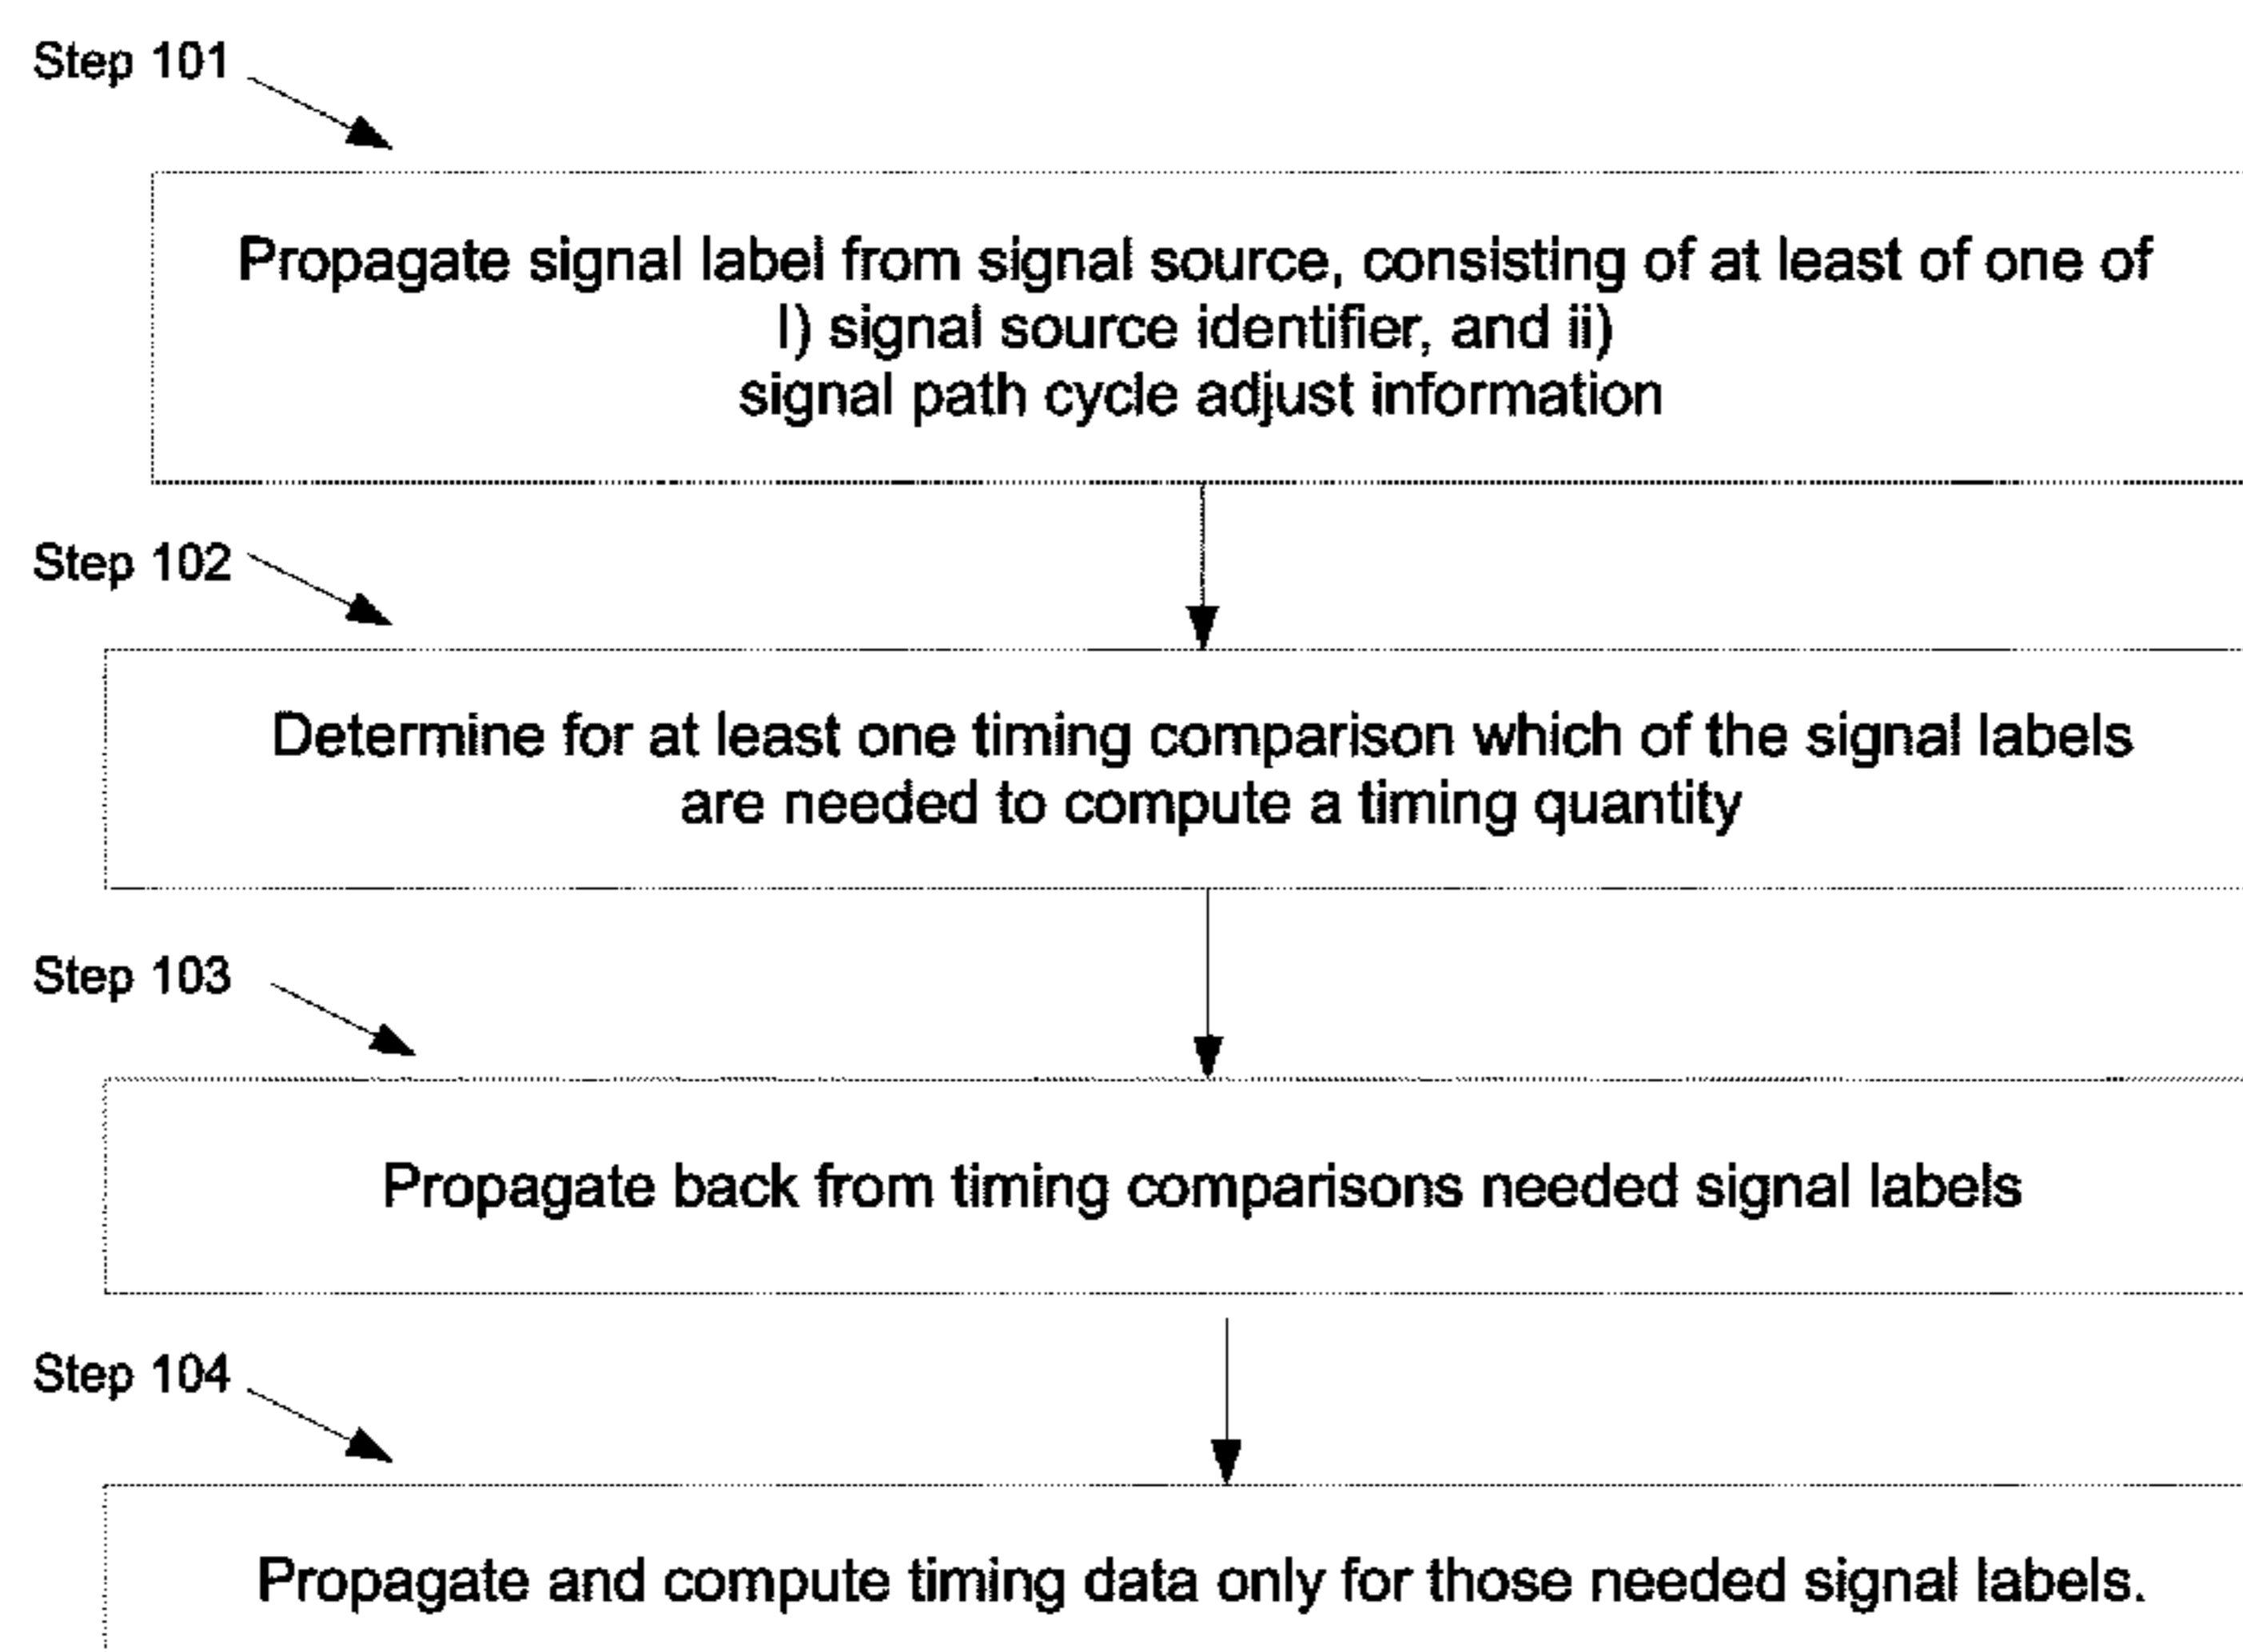 Step 101
Propagate signal label from signal source, consisting of at least of one of
I) signal source identifier, and ii)
signal path cycle adjust information
Step 102
Determine for at least one timing comparison which of the signal labels
are needed to compute a timing quantity
Step 103
Propagate back from timing comparisons needed signal labels
Step 104
Propagate and compute timing data only for those needed signal labels.